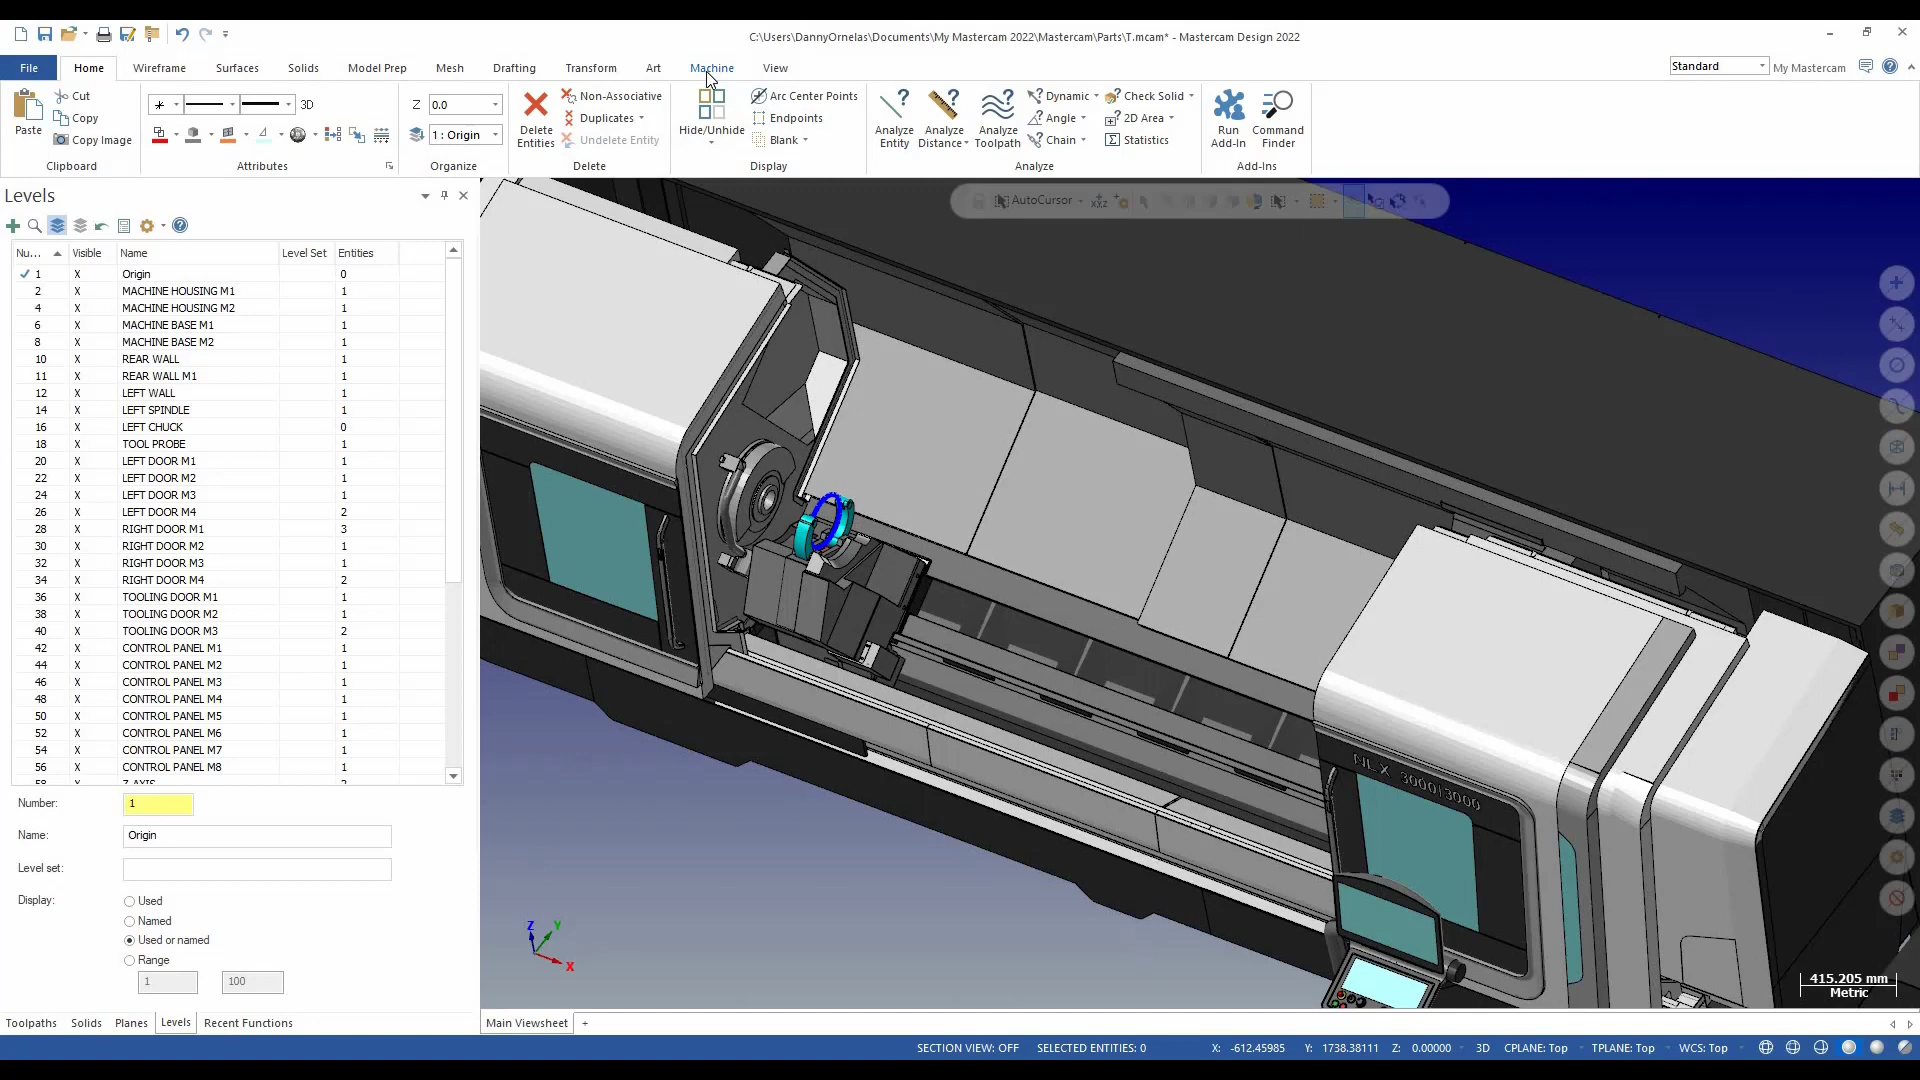 C:\Users\DannyOrnelas\Documents\My Mastercam 2022\Mastercam\Parts\T.mcam* - Mastercam Design 2022
File Home Wireframe Surfaces Solids Model Prep Mesh Drafting Transform Art Machine View Standard My Mastercam
Paste
Cut
Copy
Copy Image
Clipboard
3D
Attributes
Z 0.0
1 : Origin
Organize
Delete Entities
Non-Associative
Duplicates
Undelete Entity
Delete
Hide/Unhide
Arc Center Points
Endpoints
Blank
Display
Analyze Entity
Analyze Distance
Analyze Toolpath
Dynamic
Angle
Chain
Check Solid
2D Area
Statistics
Analyze
Run Add-In
Command Finder
Add-Ins
Levels
AutoCursor
Nu... Visible Name Level Set Entities
1 X Origin 0
2 X MACHINE HOUSING M1 1
4 X MACHINE HOUSING M2 1
6 X MACHINE BASE M1 1
8 X MACHINE BASE M2 1
10 X REAR WALL 1
11 X REAR WALL M1 1
12 X LEFT WALL 1
14 X LEFT SPINDLE 1
16 X LEFT CHUCK 0
18 X TOOL PROBE 1
20 X LEFT DOOR M1 1
22 X LEFT DOOR M2 1
24 X LEFT DOOR M3 1
26 X LEFT DOOR M4 2
28 X RIGHT DOOR M1 3
30 X RIGHT DOOR M2 1
32 X RIGHT DOOR M3 1
34 X RIGHT DOOR M4 2
36 X TOOLING DOOR M1 1
38 X TOOLING DOOR M2 1
40 X TOOLING DOOR M3 2
42 X CONTROL PANEL M1 1
44 X CONTROL PANEL M2 1
46 X CONTROL PANEL M3 1
48 X CONTROL PANEL M4 1
50 X CONTROL PANEL M5 1
52 X CONTROL PANEL M6 1
54 X CONTROL PANEL M7 1
56 X CONTROL PANEL M8 1
58 X Z AXIS 2
Number: 1
Name: Origin
Level set:
Display: Used
Named
Used or named
Range
1 100
NLX 3000|3000
Z Y X
415.205 mm
Metric
Toolpaths Solids Planes Levels Recent Functions
Main Viewsheet +
SECTION VIEW: OFF SELECTED ENTITIES: 0 X: -612.45985 Y: 1738.38111 Z: 0.00000 3D CPLANE: Top TPLANE: Top WCS: Top